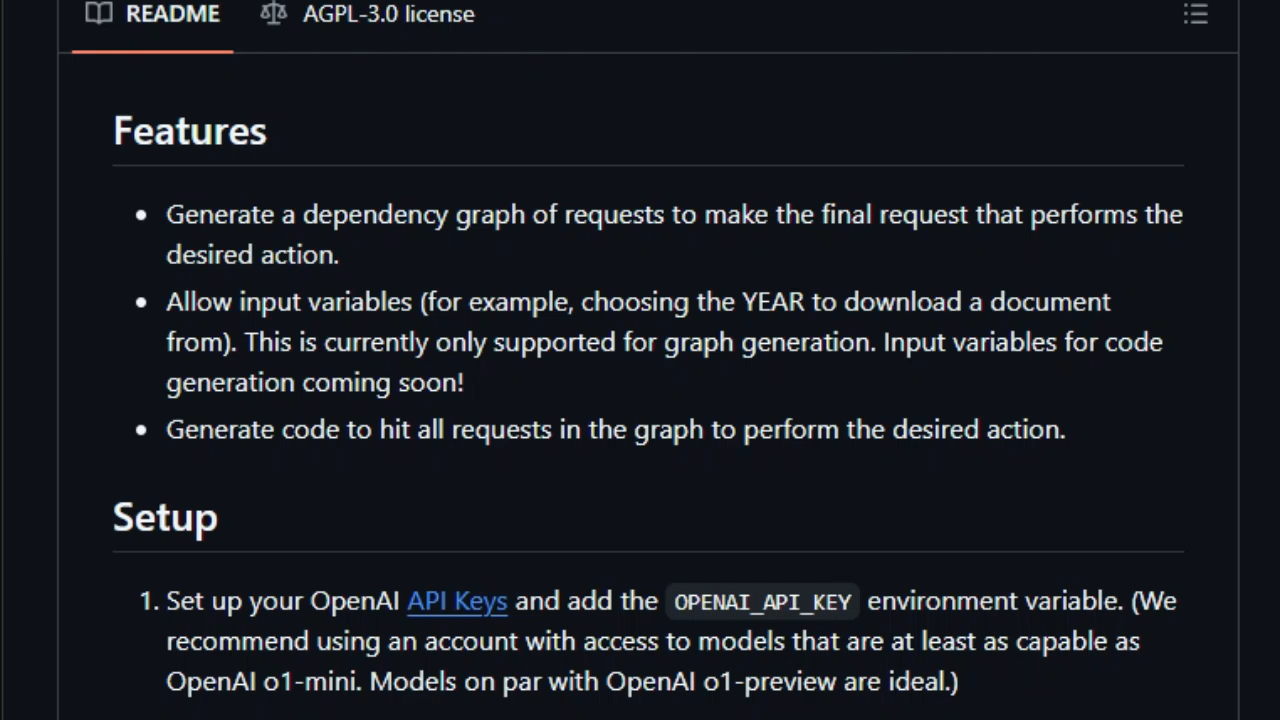 README AGPL-3.0 license
Features
Generate a dependency graph of requests to make the final request that performs the
desired action.
Allow input variables (for example, choosing the YEAR to download a document
from). This is currently only supported for graph generation. Input variables for code
generation coming soon!
Generate code to hit all requests in the graph to perform the desired action.
Setup
1. Set up your OpenAI API Keys and add the OPENAI_API_KEY environment variable. (We
recommend using an account with access to models that are at least as capable as
OpenAI o1-mini. Models on par with OpenAI o1-preview are ideal.)